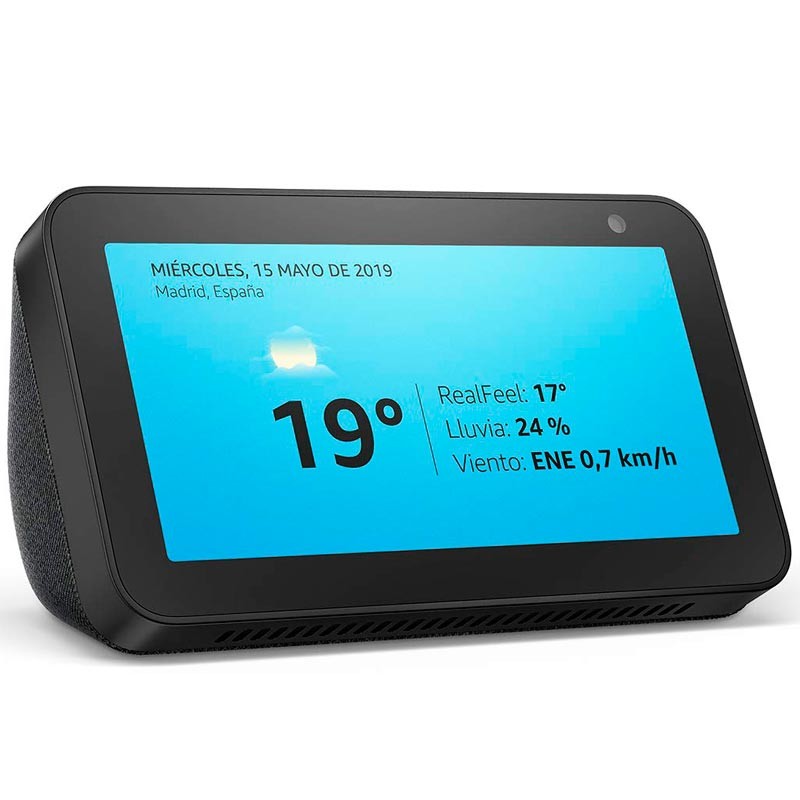 MIÉRCOLES, 15 MAYO DE 2019
Madrid, España
19°
RealFeel: 17°
Lluvia: 24 %
Viento: ENE 0,7 km/h